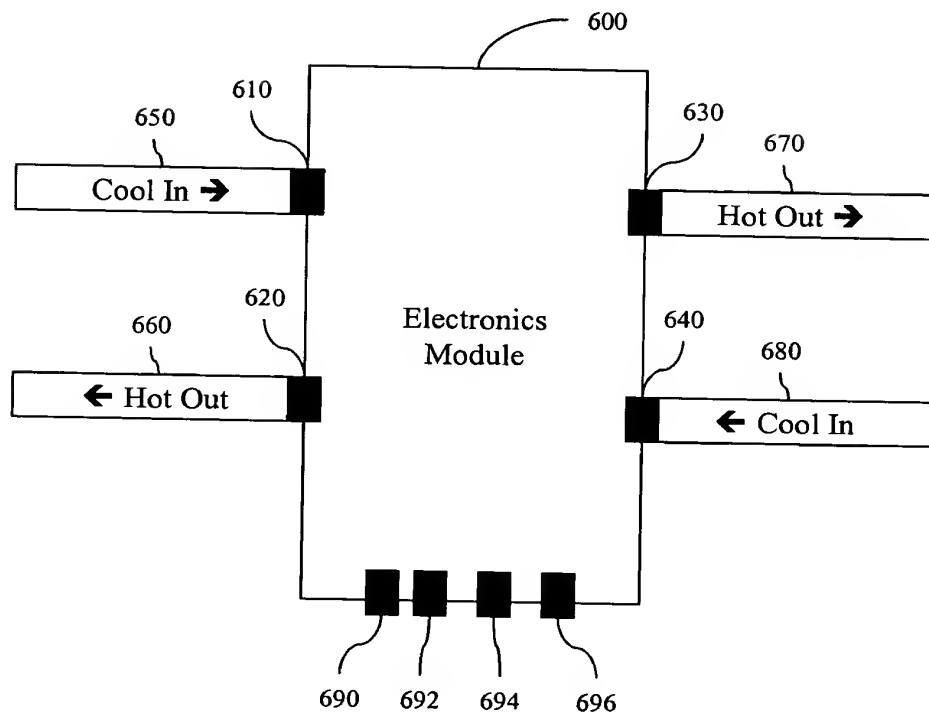 600
610
650
630
670
Cool In →
Hot Out →
620
660
Electronics
Module
640
680
← Hot Out
← Cool In
690
692
694
696